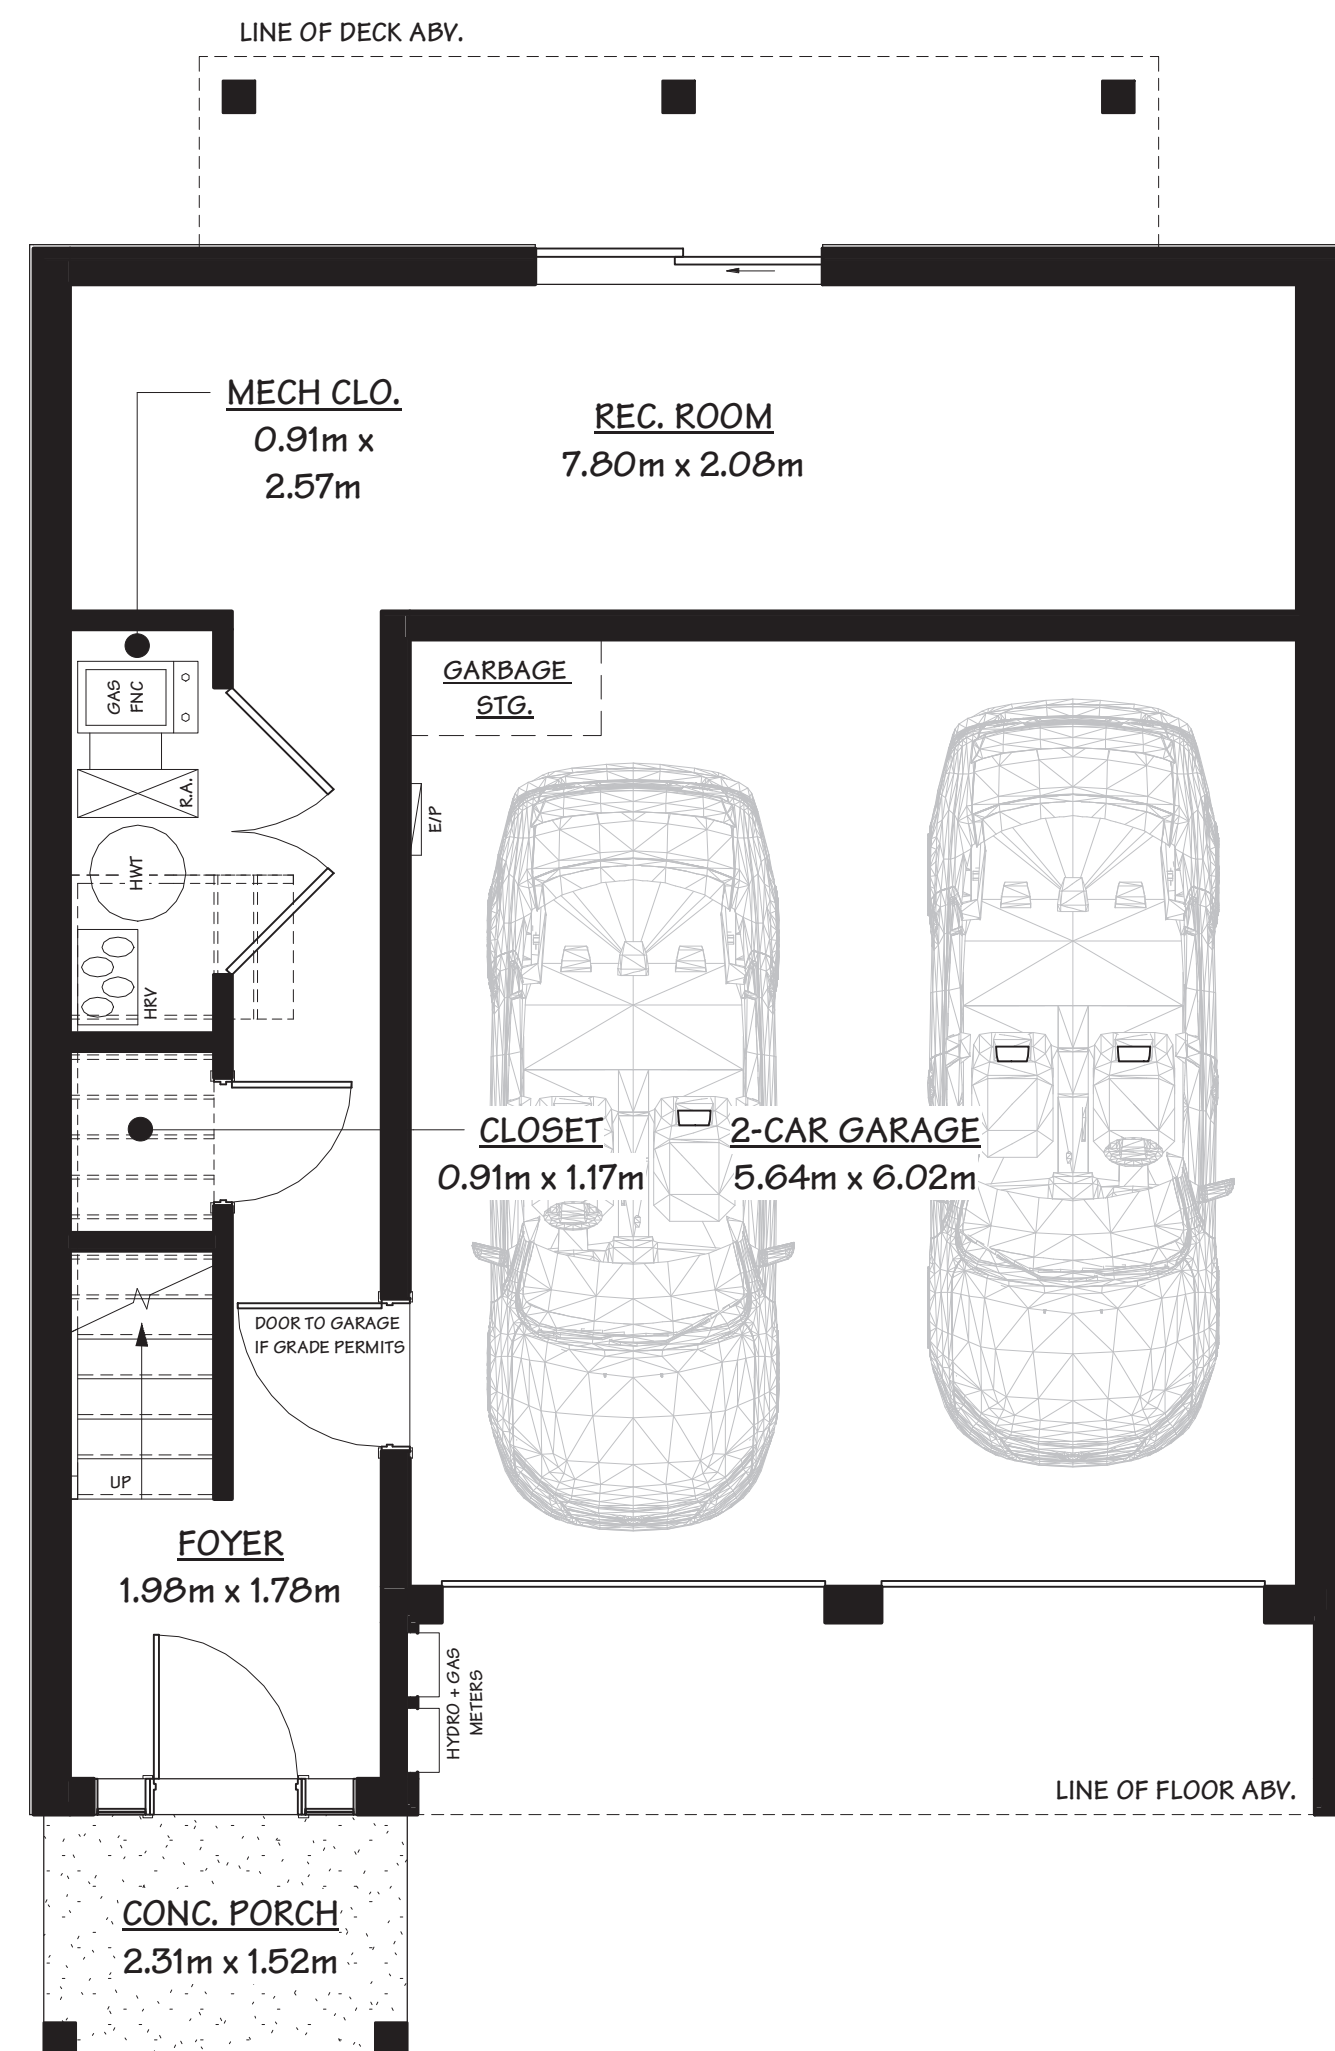 LINE OF DECK ABV.
MECH CLO.
0.91m x
2.57m
REC. ROOM
7.80m x 2.08m
GAS
FNC
R.A.
HWT
HRV
GARBAGE
STG.
E/P
CLOSET
0.91m x 1.17m
2-CAR GARAGE
5.64m x 6.02m
DOOR TO GARAGE
IF GRADE PERMITS
UP
FOYER
1.98m x 1.78m
HYDRO + GAS
METERS
LINE OF FLOOR ABV.
CONC. PORCH
2.31m x 1.52m